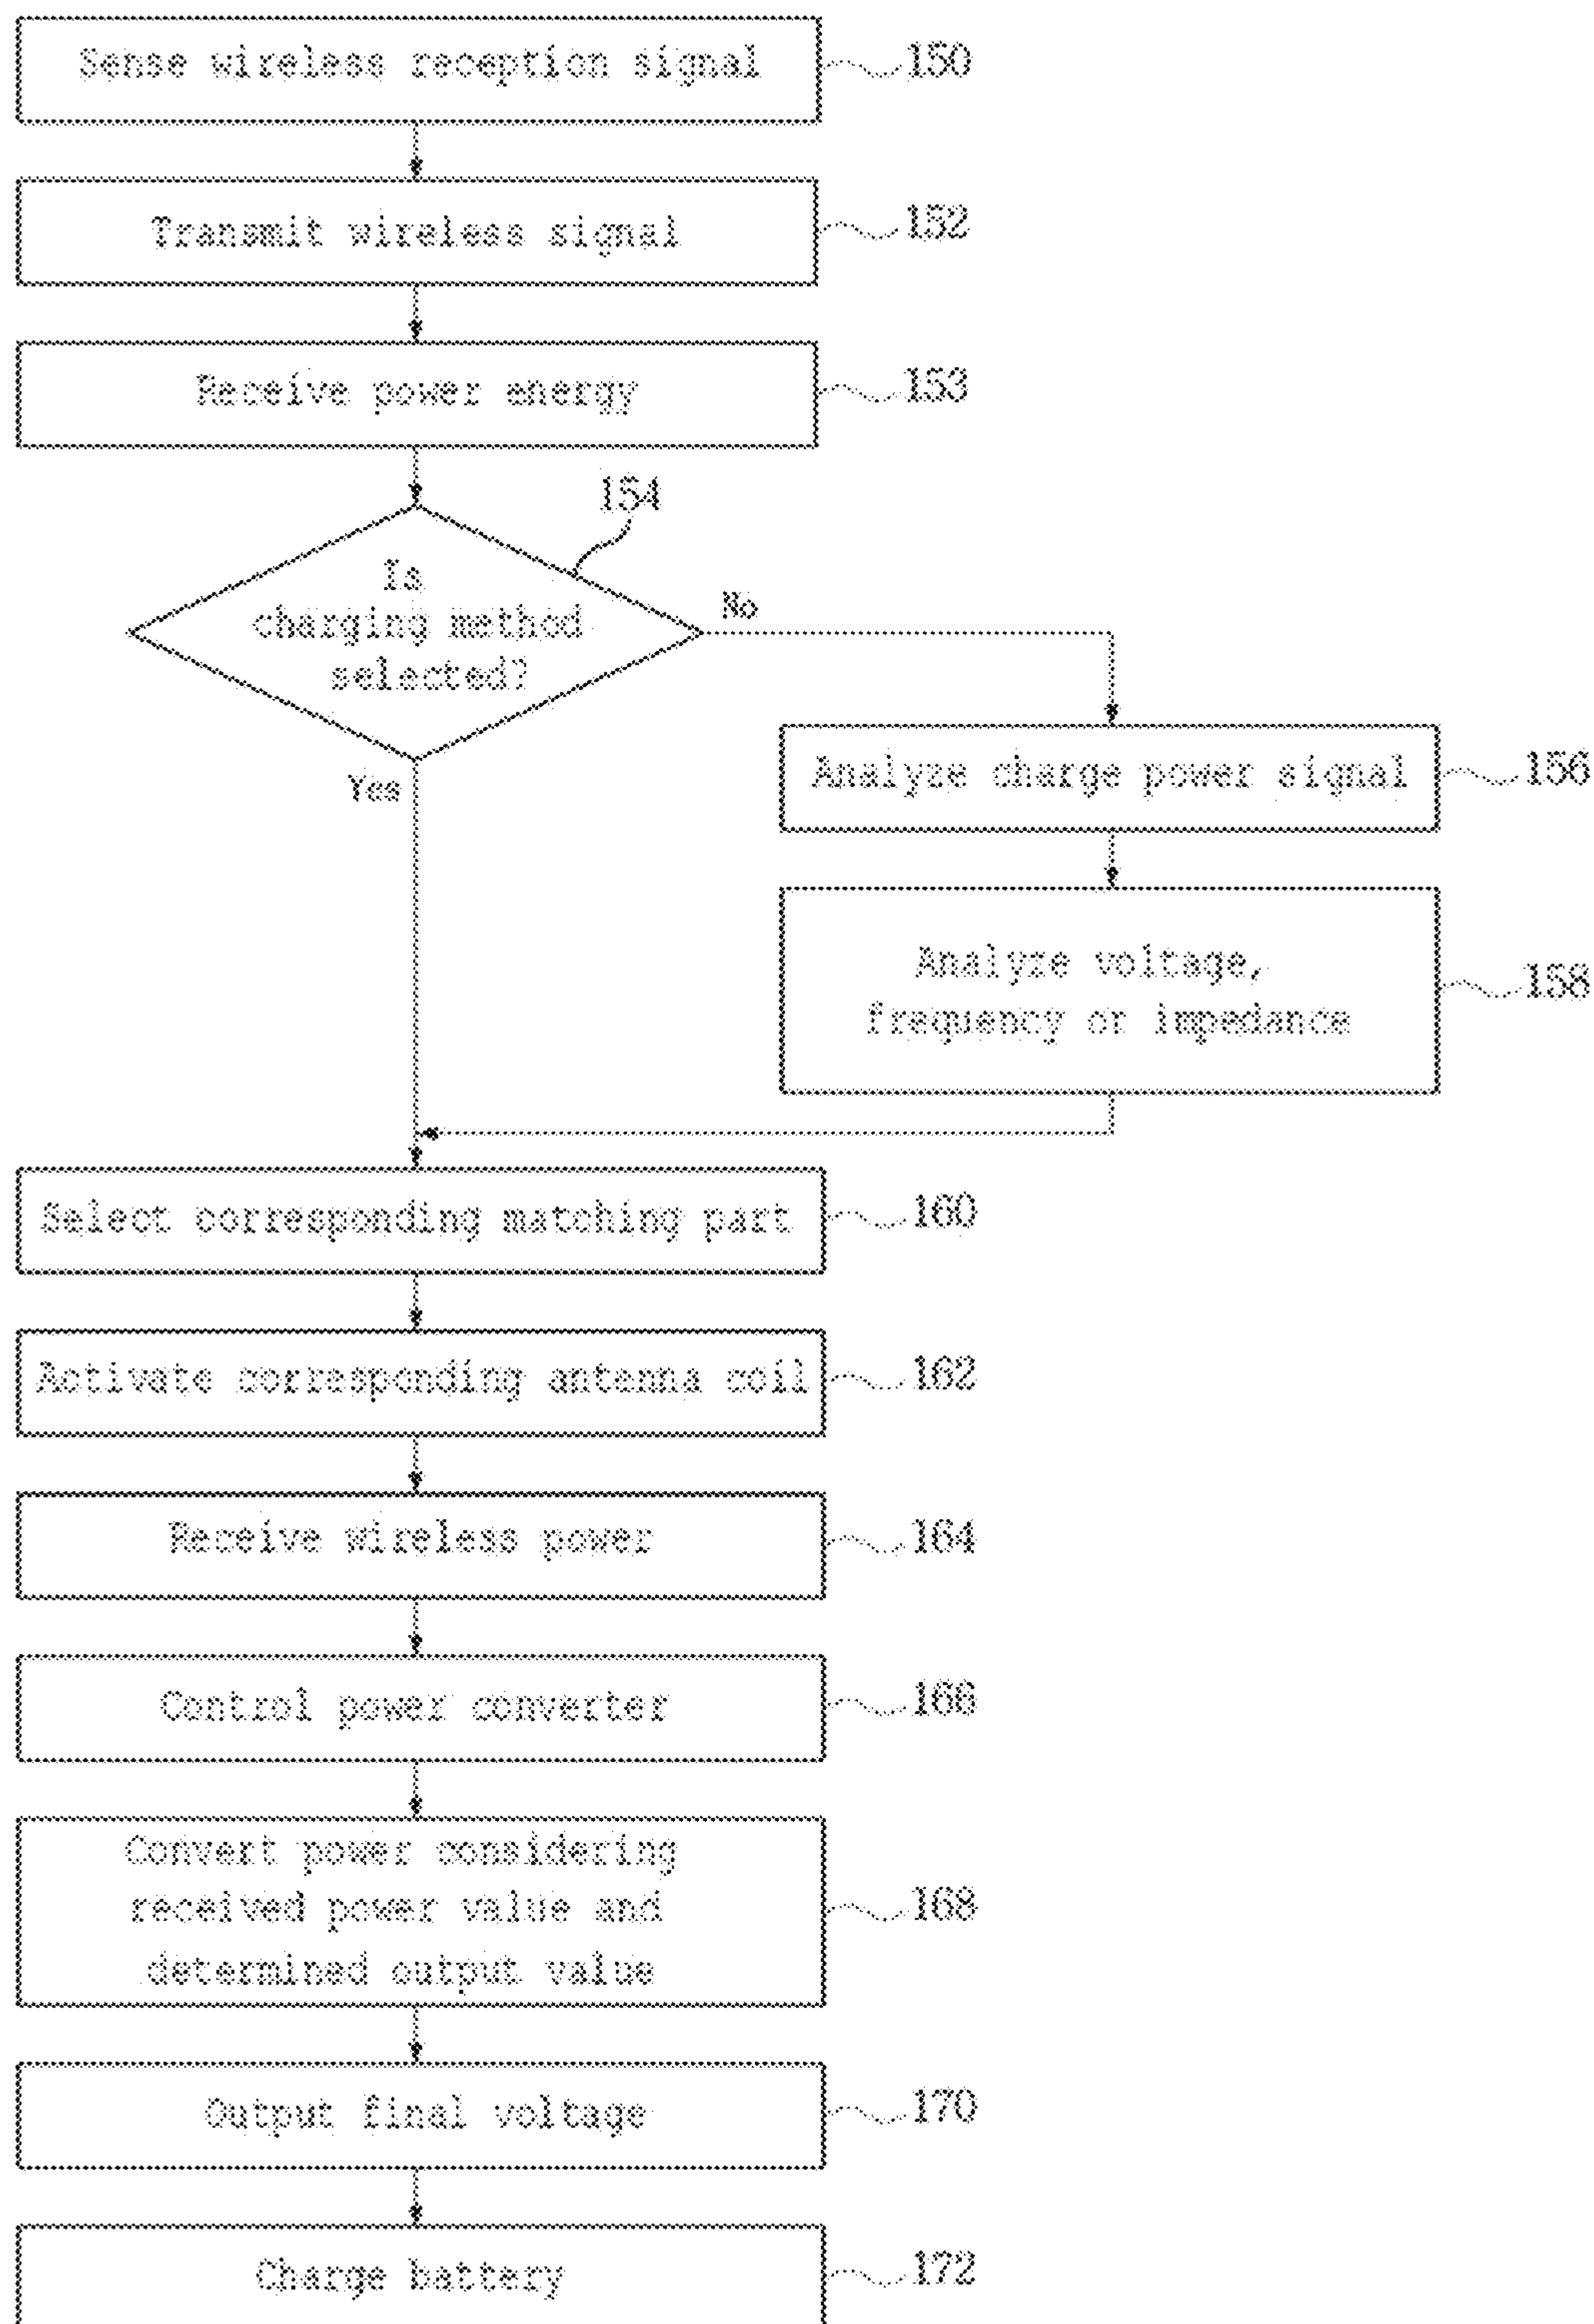 Sense wireless reception signal
150
Transmit wireless signal
152
Receive power energy
153
154
Is
charging method
selected?
No
Yes
Analyze charge power signal
156
Analyze voltage,
frequency or impedance
158
Select corresponding matching part
160
Activate corresponding antenna coil
162
Receive wireless power
164
Control power converter
166
Convert power considering
received power value and
determined output value
168
Output final voltage
170
Charge battery
172